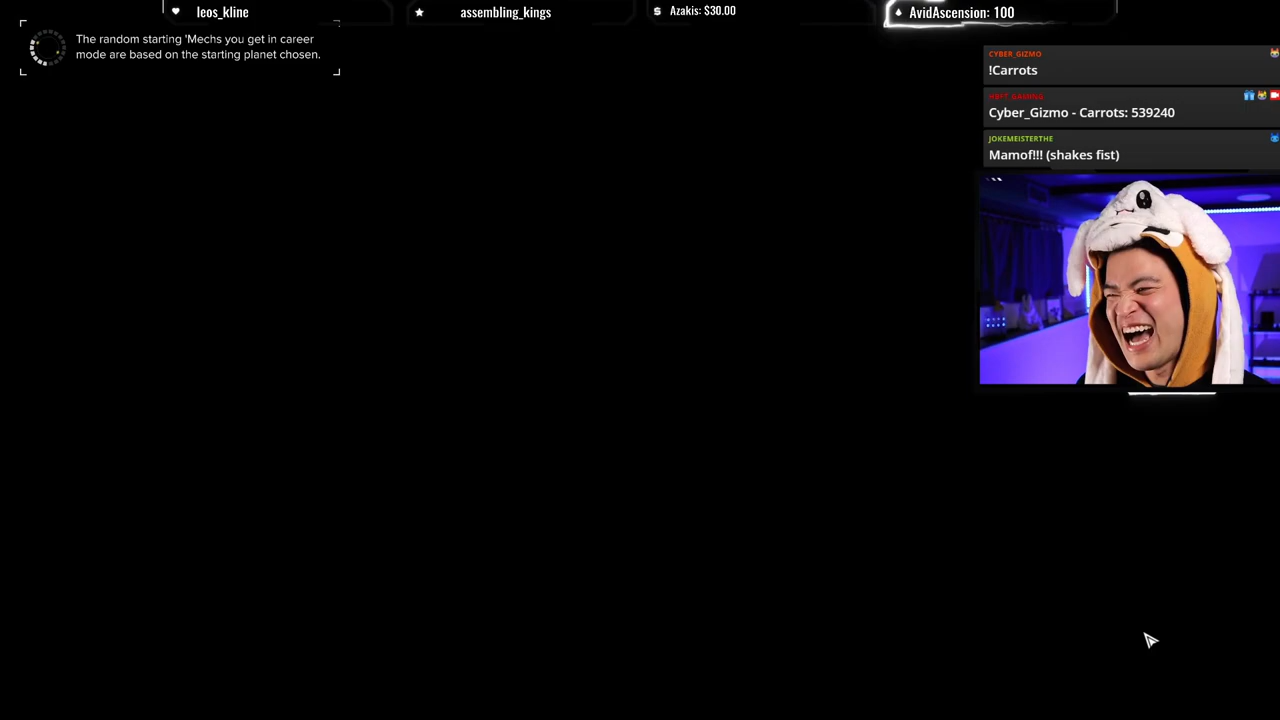 leos_kline
assembling_kings
Azakis: $30.00
AvidAscension: 100
The random starting 'Mechs you get in career
mode are based on the starting planet chosen.
CYBER_GIZMO
!Carrots
Cyber_Gizmo - Carrots: 539240
JOKEMEISTERTHE
Mamof!!! (shakes fist)